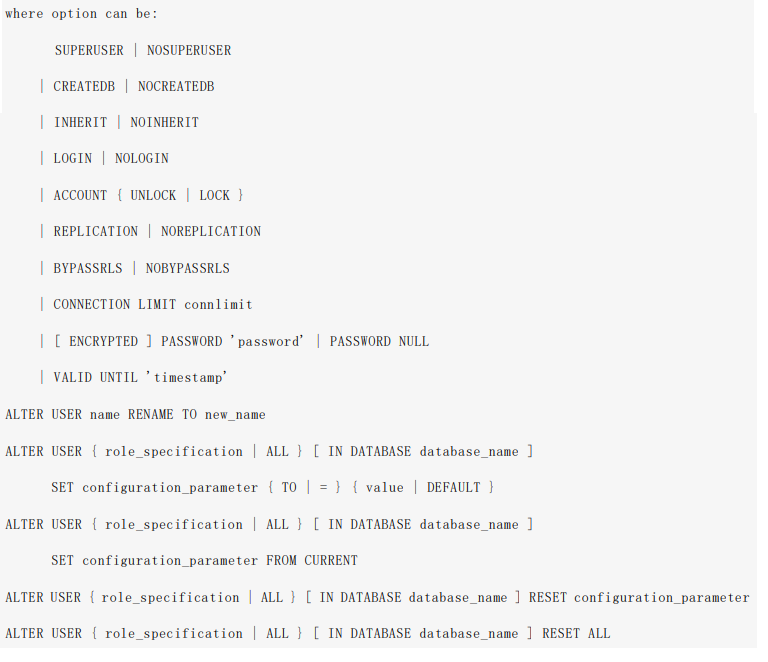 where option can be:
SUPERUSER | NOSUPERUSER
| CREATEDB | NOCREATEDB
| INHERIT | NOINHERIT
| LOGIN | NOLOGIN
| ACCOUNT { UNLOCK | LOCK }
| REPLICATION | NOREPLICATION
| BYPASSRLS | NOBYPASSRLS
| CONNECTION LIMIT connlimit
| [ ENCRYPTED ] PASSWORD 'password' | PASSWORD NULL
| VALID UNTIL 'timestamp'
ALTER USER name RENAME TO new_name
ALTER USER { role_specification | ALL } [ IN DATABASE database_name ]
SET configuration_parameter { TO | = } { value | DEFAULT }
ALTER USER { role_specification | ALL } [ IN DATABASE database_name ]
SET configuration_parameter FROM CURRENT
ALTER USER { role_specification | ALL } [ IN DATABASE database_name ] RESET configuration_parameter
ALTER USER { role_specification | ALL } [ IN DATABASE database_name ] RESET ALL